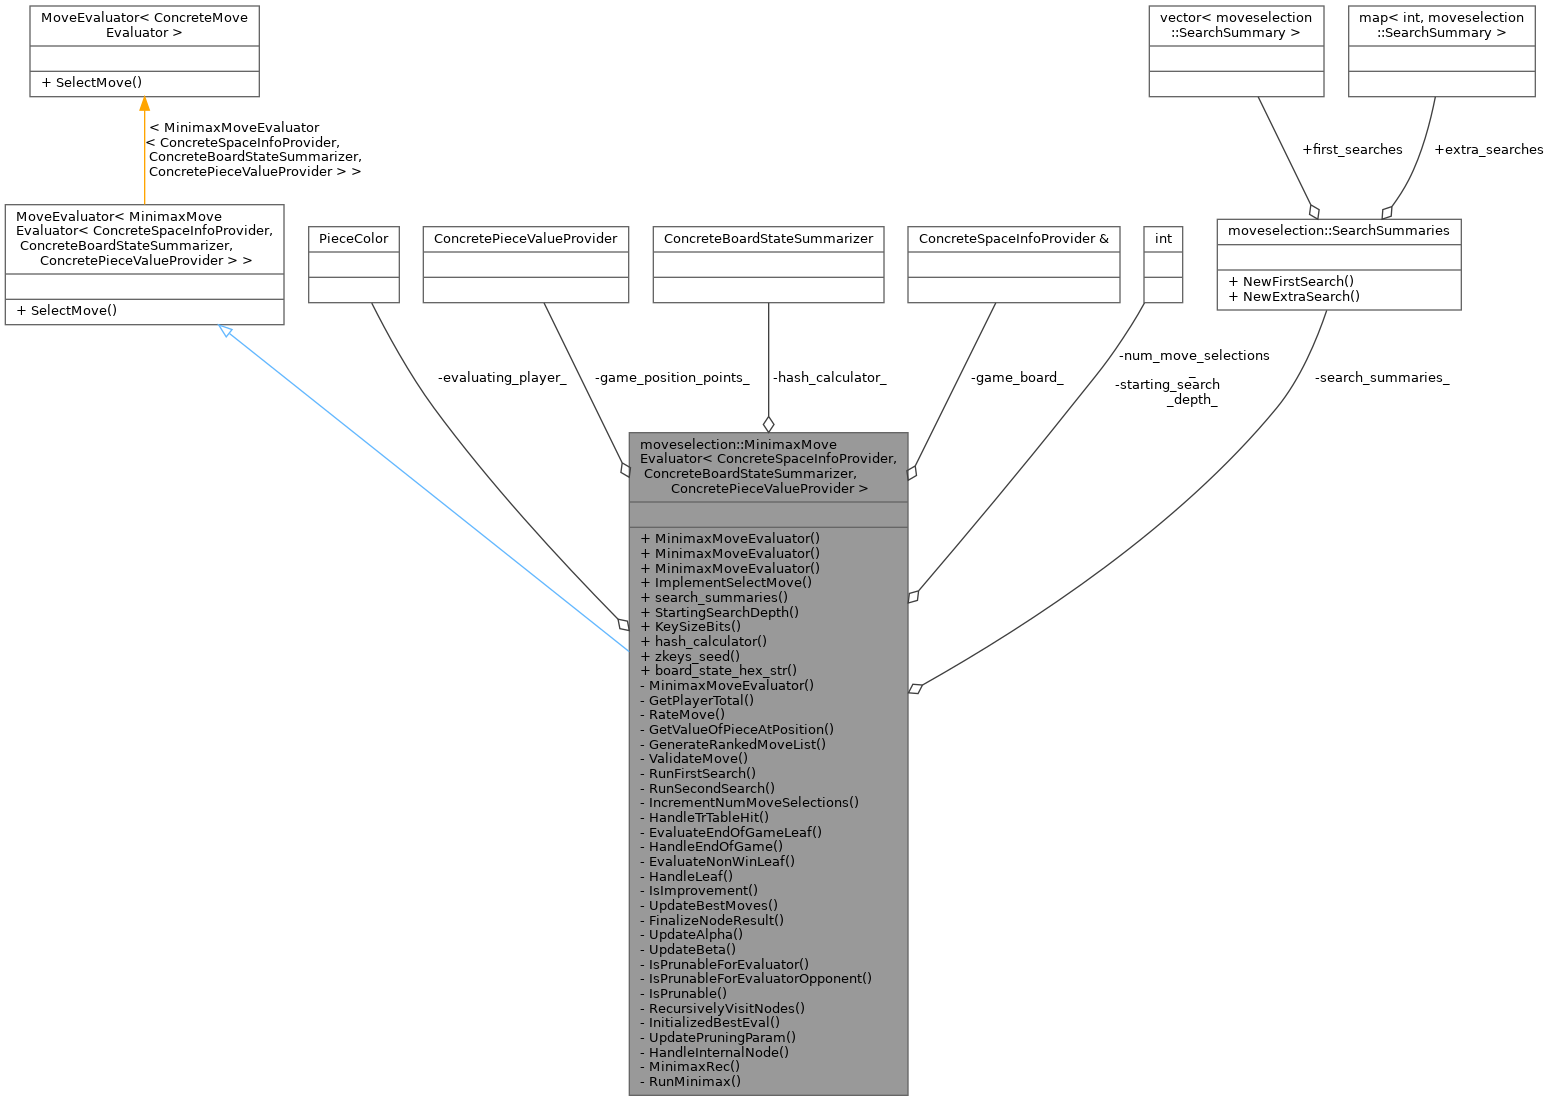 MoveEvaluator< ConcreteMove
Evaluator >
+ SelectMove()
vector< moveselection
::SearchSummary >
map< int, moveselection
::SearchSummary >
< MinimaxMoveEvaluator
< ConcreteSpaceInfoProvider,
ConcreteBoardStateSummarizer,
ConcretePieceValueProvider > >
+first_searches
+extra_searches
MoveEvaluator< MinimaxMove
Evaluator< ConcreteSpaceInfoProvider,
ConcreteBoardStateSummarizer,
ConcretePieceValueProvider > >
+ SelectMove()
PieceColor
ConcretePieceValueProvider
ConcreteBoardStateSummarizer
ConcreteSpaceInfoProvider &
int
moveselection::SearchSummaries
+ NewFirstSearch()
+ NewExtraSearch()
-evaluating_player_
-game_position_points_
-hash_calculator_
-game_board_
-num_move_selections
_
-starting_search
_depth_
-search_summaries_
moveselection::MinimaxMove
Evaluator< ConcreteSpaceInfoProvider,
ConcreteBoardStateSummarizer,
ConcretePieceValueProvider >
+ MinimaxMoveEvaluator()
+ MinimaxMoveEvaluator()
+ MinimaxMoveEvaluator()
+ ImplementSelectMove()
+ search_summaries()
+ StartingSearchDepth()
+ KeySizeBits()
+ hash_calculator()
+ zkeys_seed()
+ board_state_hex_str()
- MinimaxMoveEvaluator()
- GetPlayerTotal()
- RateMove()
- GetValueOfPieceAtPosition()
- GenerateRankedMoveList()
- ValidateMove()
- RunFirstSearch()
- RunSecondSearch()
- IncrementNumMoveSelections()
- HandleTrTableHit()
- EvaluateEndOfGameLeaf()
- HandleEndOfGame()
- EvaluateNonWinLeaf()
- HandleLeaf()
- IsImprovement()
- UpdateBestMoves()
- FinalizeNodeResult()
- UpdateAlpha()
- UpdateBeta()
- IsPrunableForEvaluator()
- IsPrunableForEvaluatorOpponent()
- IsPrunable()
- RecursivelyVisitNodes()
- InitializedBestEval()
- UpdatePruningParam()
- HandleInternalNode()
- MinimaxRec()
- RunMinimax()